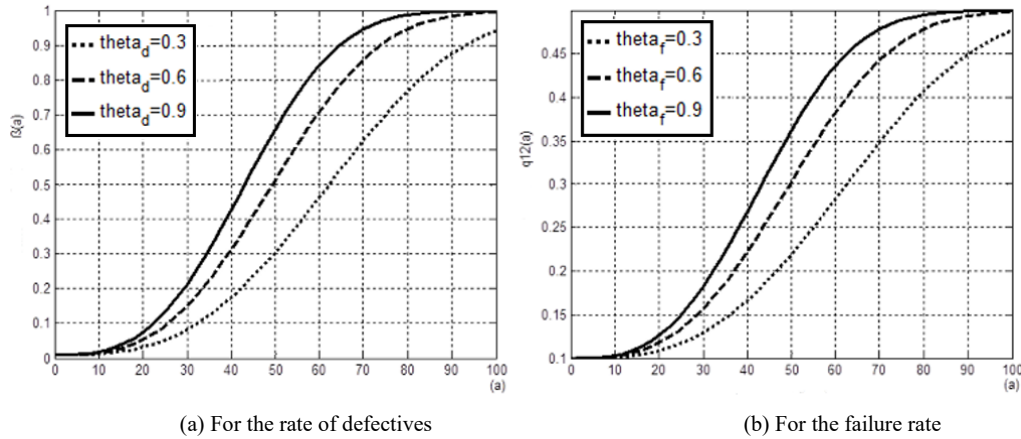 1
0.9
0.8
0.7
0.6
0.5
0.4
0.3
0.2
0.1
0
ß(a)
theta_d=0.3
theta_d=0.6
theta_d=0.9
0 10 20 30 40 50 60 70 80 90 100
(a)
0.45
0.4
0.35
0.3
0.25
0.2
0.15
0.1
q12(a)
theta_f=0.3
theta_f=0.6
theta_f=0.9
0 10 20 30 40 50 60 70 80 90 100
(a)
(a) For the rate of defectives
(b) For the failure rate